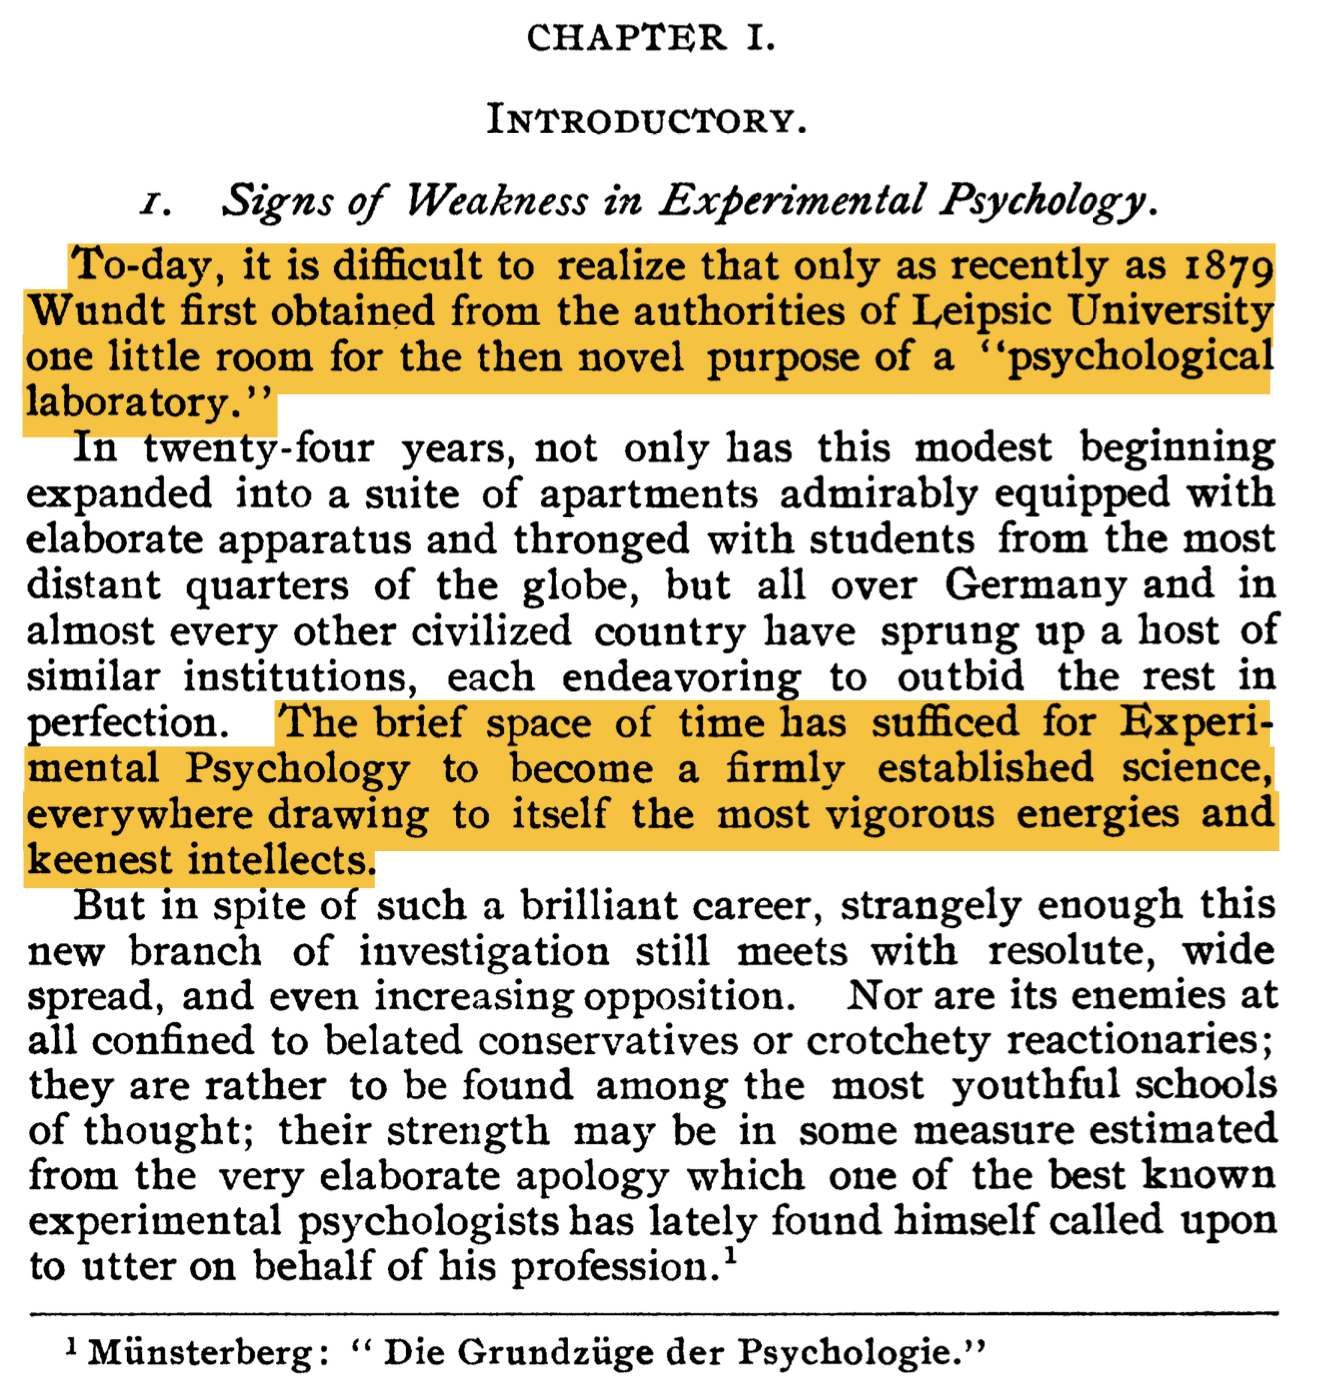 CHAPTER I.
INTRODUCTORY.
1. Signs of Weakness in Experimental Psychology.
To-day, it is difficult to realize that only as recently as 1879
Wundt first obtained from the authorities of Leipsic University
one little room for the then novel purpose of a “psychological
laboratory.”
In twenty-four years, not only has this modest beginning
expanded into a suite of apartments admirably equipped with
elaborate apparatus and thronged with students from the most
distant quarters of the globe, but all over Germany and in
almost every other civilized country have sprung up a host of
similar institutions, each endeavoring to outbid the rest in
perfection. The brief space of time has sufficed for Experi-
mental Psychology to become a firmly established science,
everywhere drawing to itself the most vigorous energies and
keenest intellects.
But in spite of such a brilliant career, strangely enough this
new branch of investigation still meets with resolute, wide
spread, and even increasing opposition. Nor are its enemies at
all confined to belated conservatives or crotchety reactionaries;
they are rather to be found among the most youthful schools
of thought; their strength may be in some measure estimated
from the very elaborate apology which one of the best known
experimental psychologists has lately found himself called upon
to utter on behalf of his profession.¹
¹ Münsterberg: “ Die Grundzüge der Psychologie.”